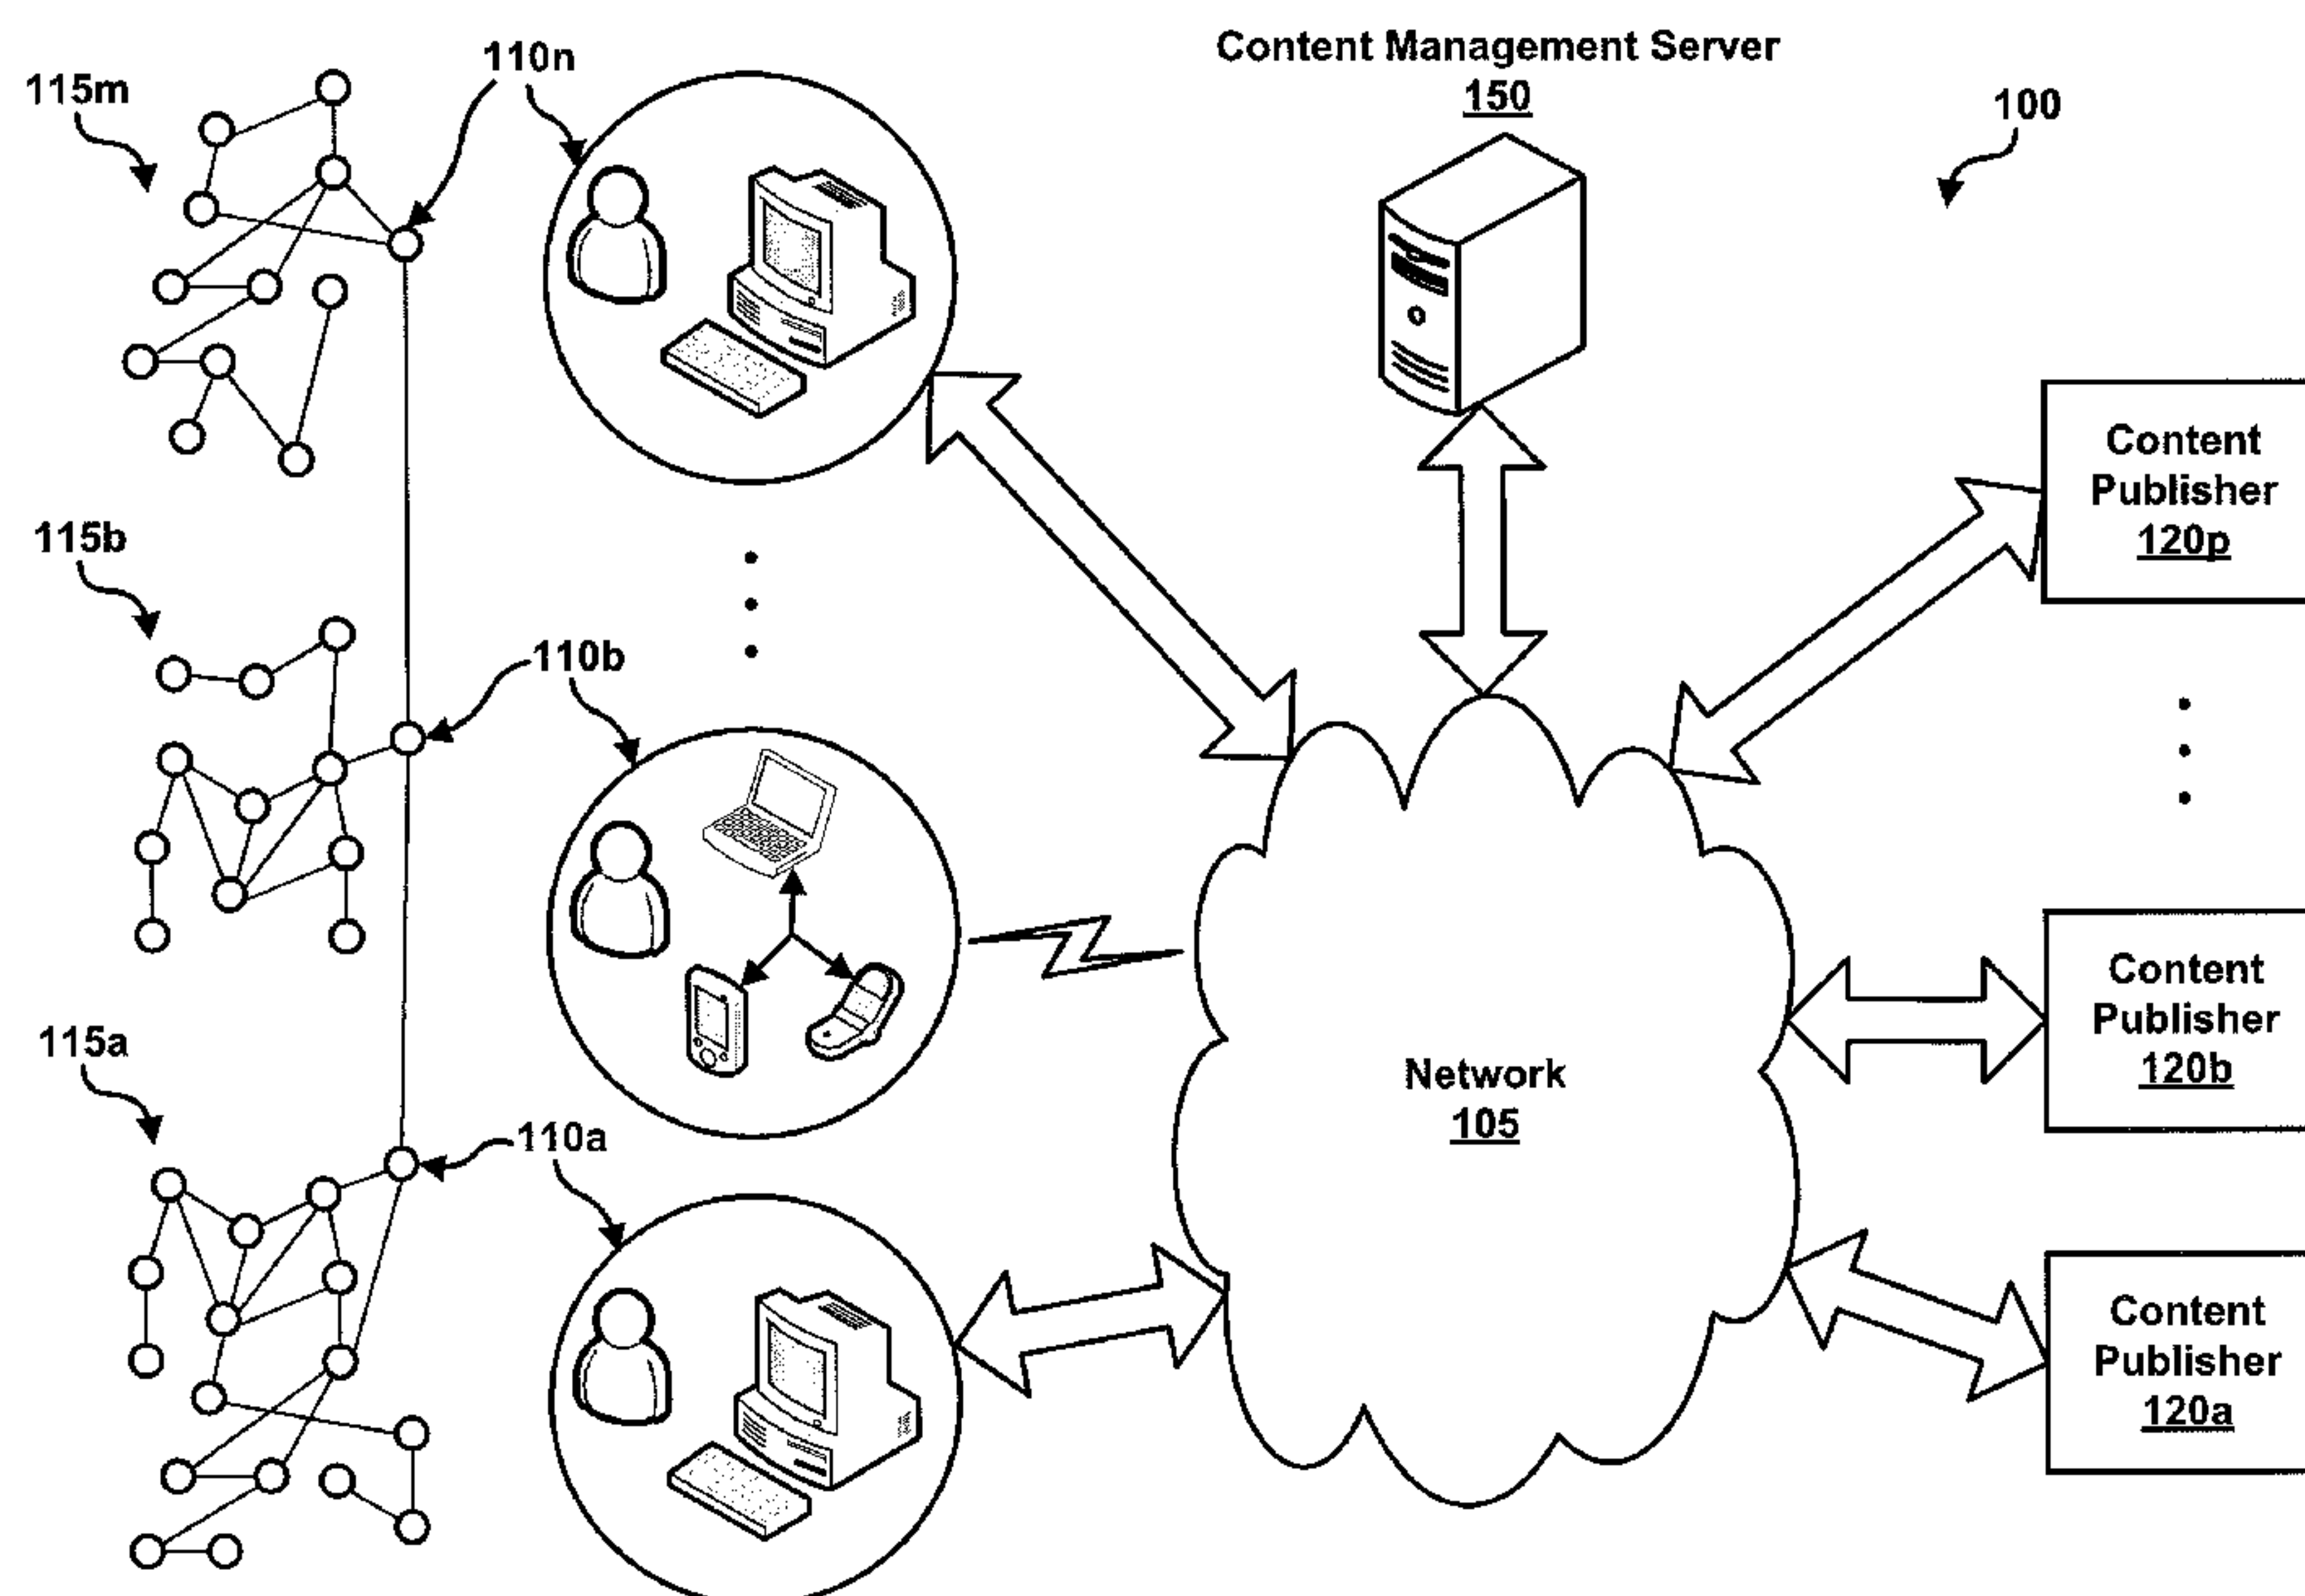 Content Management Server
150
100
110n
115m
Content
Publisher
120p
115b
110b
Content
Publisher
120b
Network
105
115a
110a
Content
Publisher
120a